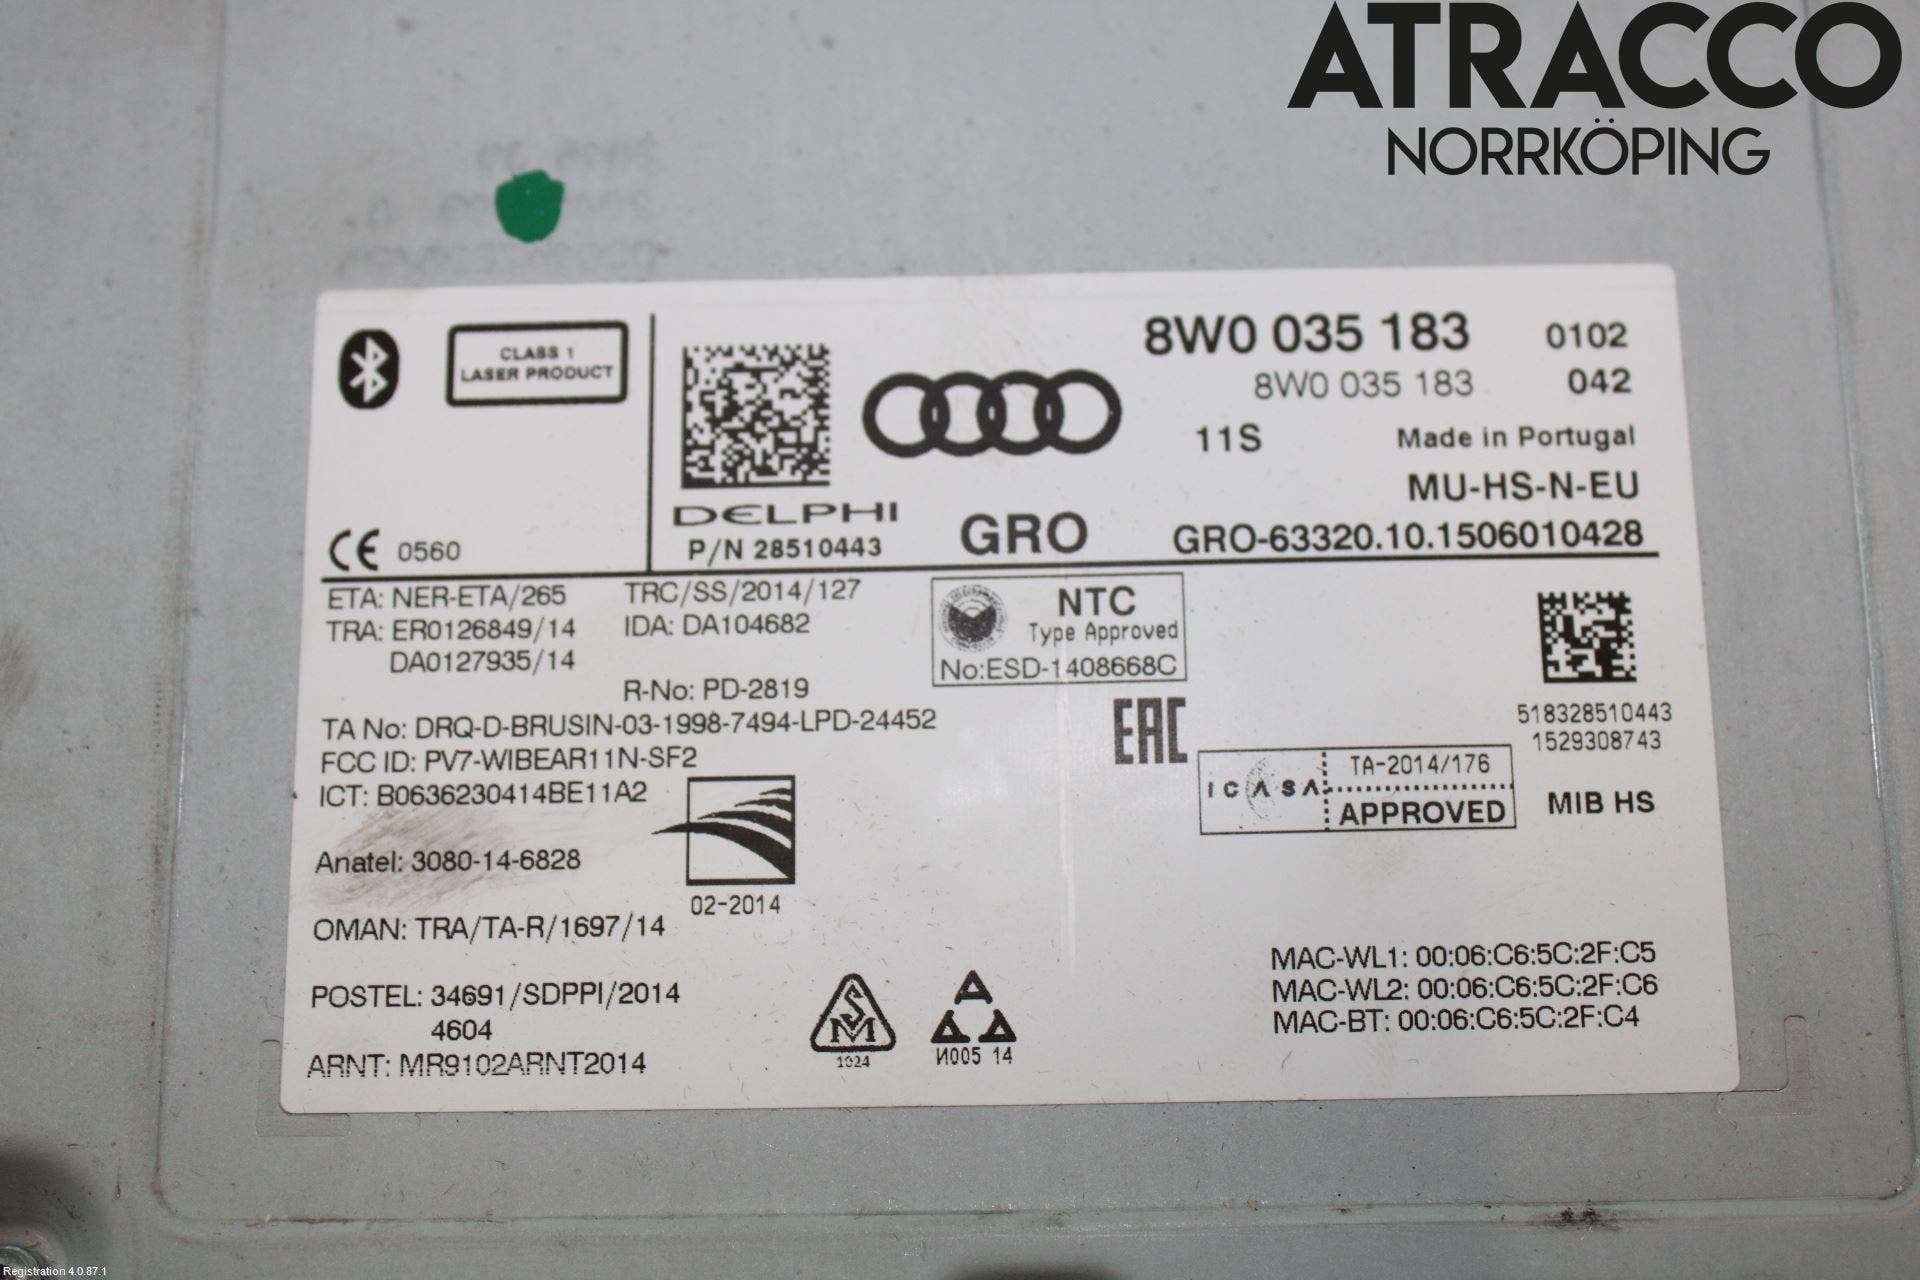 ATRACCO
NORRKÖPING
CLASS 1
LASER PRODUCT
8W0 035 183 0102
8W0 035 183 042
11S Made in Portugal
MU-HS-N-EU
DELPHI
P/N 28510443
GRO GRO-63320.10.1506010428
CE 0560
ETA: NER-ETA/265 TRC/SS/2014/127
TRA: ER0126849/14 IDA: DA104682
DA0127935/14
R-No: PD-2819
NTC
Type Approved
No:ESD-1408668C
TA No: DRQ-D-BRUSIN-03-1998-7494-LPD-24452
FCC ID: PV7-WIBEAR11N-SF2
ICT: B0636230414BE11A2
EAC
518328510443
1529308743
ICASA TA-2014/176
APPROVED
MIB HS
Anatel: 3080-14-6828
02-2014
OMAN: TRA/TA-R/1697/14
MAC-WL1: 00:06:C6:5C:2F:C5
MAC-WL2: 00:06:C6:5C:2F:C6
MAC-BT: 00:06:C6:5C:2F:C4
POSTEL: 34691/SDPPI/2014
4604
ARNT: MR9102ARNT2014
1024
И005 14
Registration 4.0.87.1